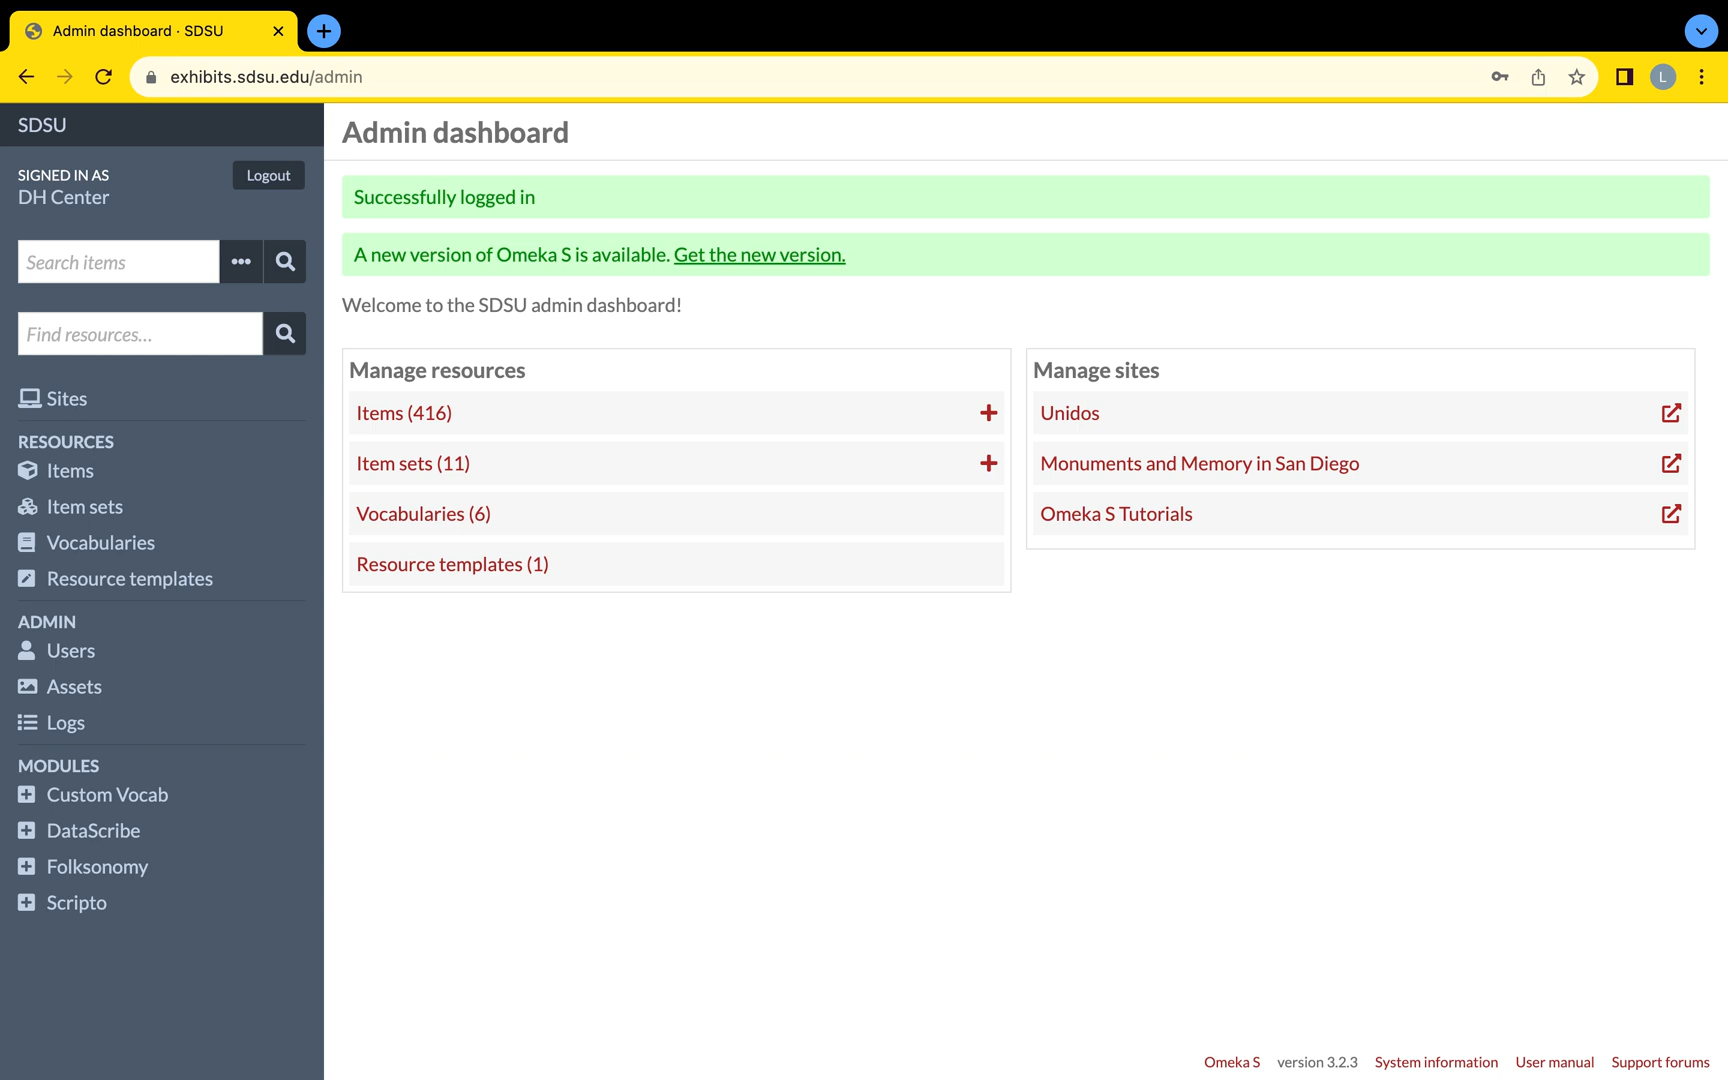 Admin dashboard · SDSU
exhibits.sdsu.edu/admin
L
SDSU
SIGNED IN AS
DH Center
Logout
Search items
Find resources...
Sites
RESOURCES
Items
Item sets
Vocabularies
Resource templates
ADMIN
Users
Assets
Logs
MODULES
Custom Vocab
DataScribe
Folksonomy
Scripto
Admin dashboard
Successfully logged in
A new version of Omeka S is available. Get the new version.
Welcome to the SDSU admin dashboard!
Manage resources
Items (416)
Item sets (11)
Vocabularies (6)
Resource templates (1)
Manage sites
Unidos
Monuments and Memory in San Diego
Omeka S Tutorials
Omeka S version 3.2.3 System information User manual Support forums